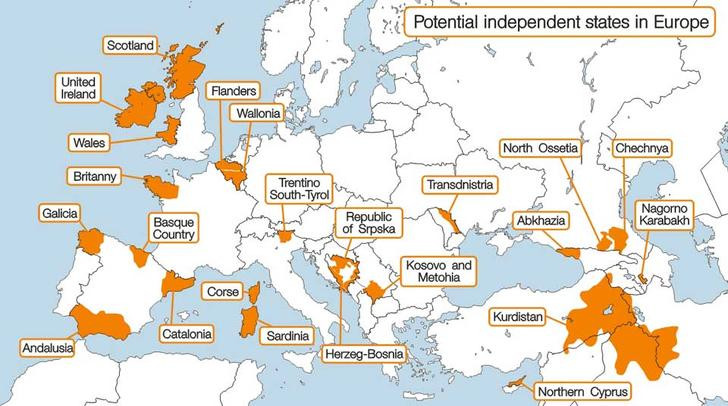 Potential independent states in Europe
Scotland
United
Ireland
Flanders
Wallonia
Wales
Britanny
North Ossetia
Chechnya
Trentino
South-Tyrol
Transdnistria
Galicia
Basque
Country
Republic
of Srpska
Abkhazia
Nagorno
Karabakh
Kosovo and
Metohia
Corse
Kurdistan
Andalusia
Catalonia
Sardinia
Herzeg-Bosnia
Northern Cyprus